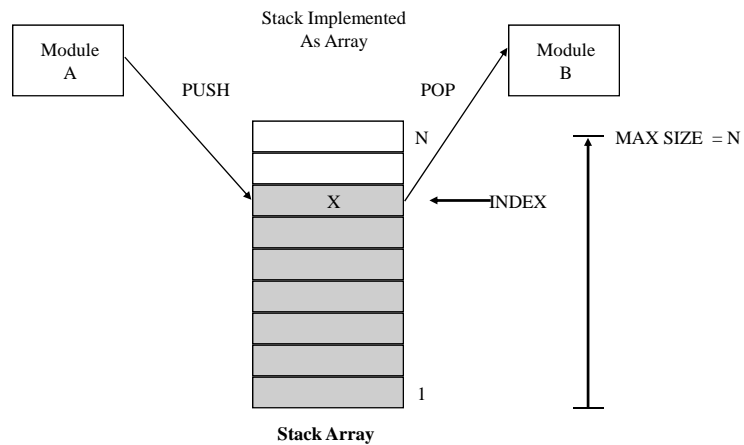 Stack Implemented
As Array
Module
A
Module
B
PUSH
POP
N
MAX SIZE = N
X
INDEX
1
Stack Array